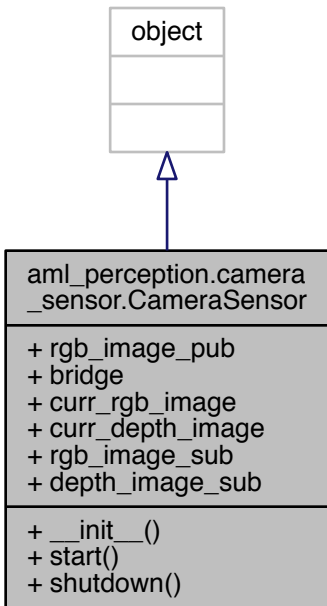 object
aml_perception.camera
_sensor.CameraSensor
+ rgb_image_pub
+ bridge
+ curr_rgb_image
+ curr_depth_image
+ rgb_image_sub
+ depth_image_sub
+ __init__()
+ start()
+ shutdown()